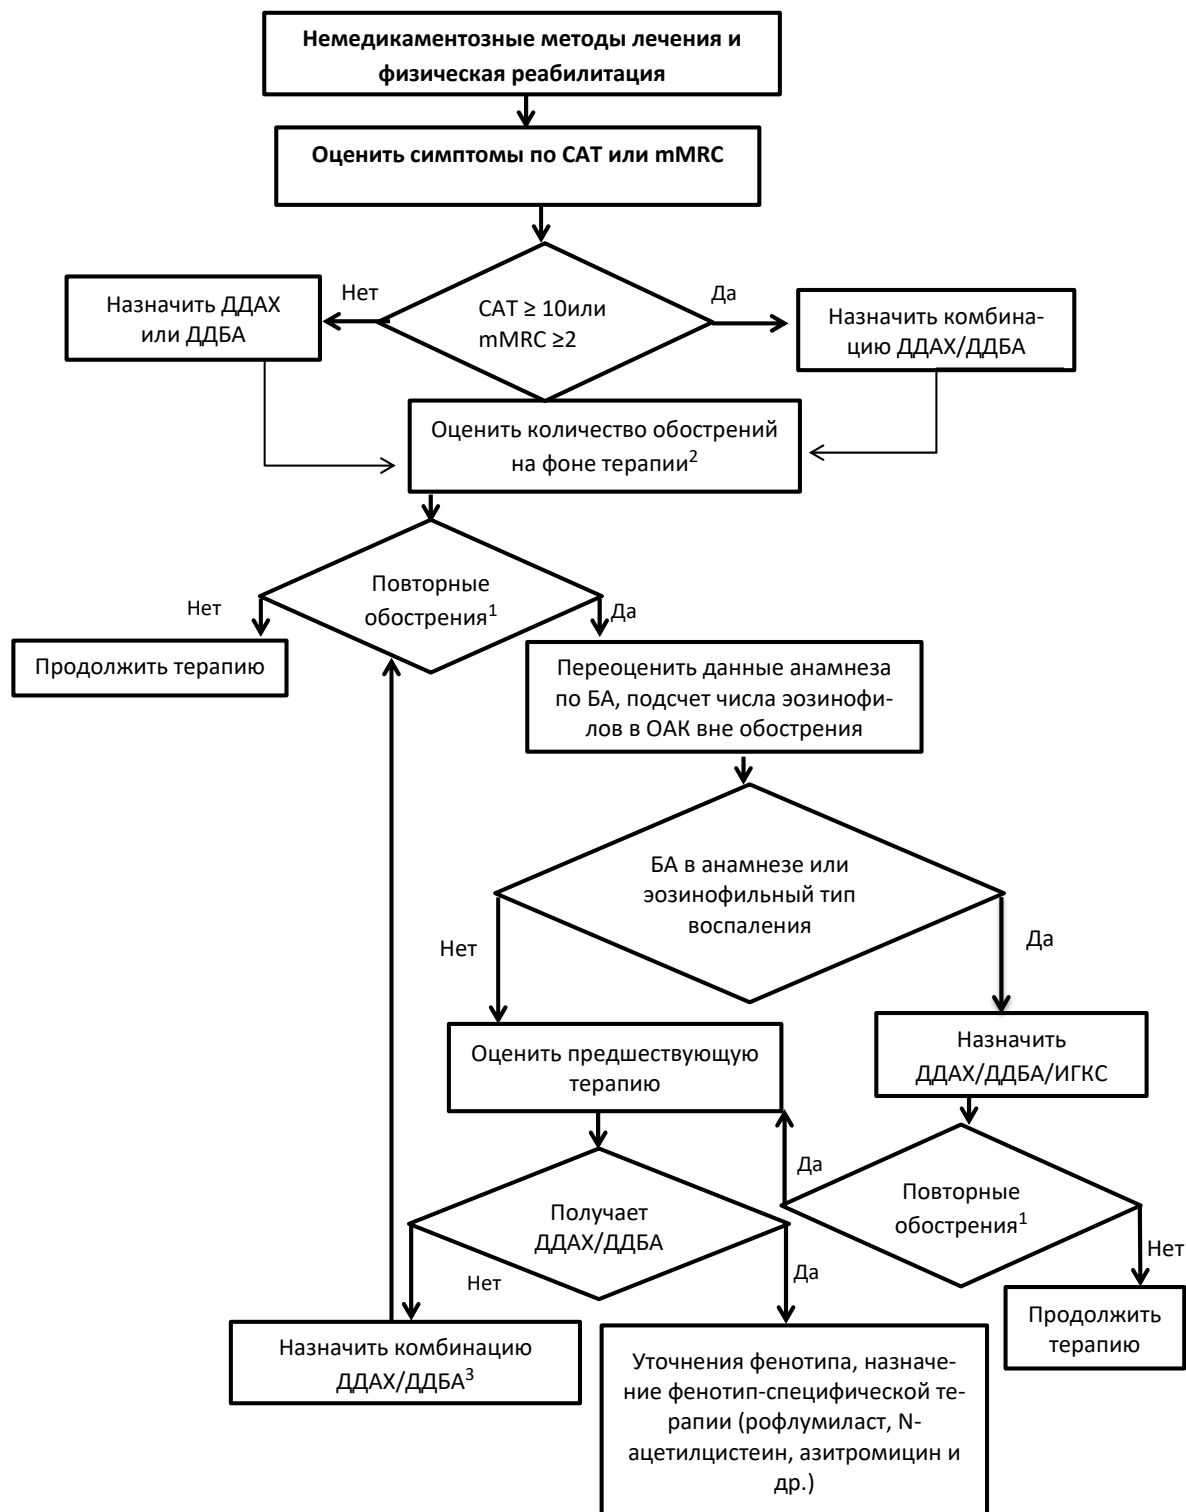 Немедикаментозные методы лечения и
физическая реабилитация
Оценить симптомы по CAT или mMRC
Нет
Да
Назначить ДДАХ
или ДДБА
CAT ≥ 10или
mMRC ≥2
Назначить комбина-
цию ДДАХ/ДДБА
Оценить количество обострений
на фоне терапии²
Повторные
обострения¹
Нет
Да
Продолжить терапию
Переоценить данные анамнеза
по БА, подсчет числа эозинофи-
лов в ОАК вне обострения
БА в анамнезе или
эозинофильный тип
воспаления
Нет
Да
Оценить предшествующую
терапию
Назначить
ДДАХ/ДДБА/ИГКС
Да
Повторные
обострения¹
Получает
ДДАХ/ДДБА
Нет
Нет
Да
Назначить комбинацию
ДДАХ/ДДБА³
Продолжить
терапию
Уточнения фенотипа, назначе-
ние фенотип-специфической те-
рапии (рофлумиласт, N-
ацетилцистеин, азитромицин и
др.)